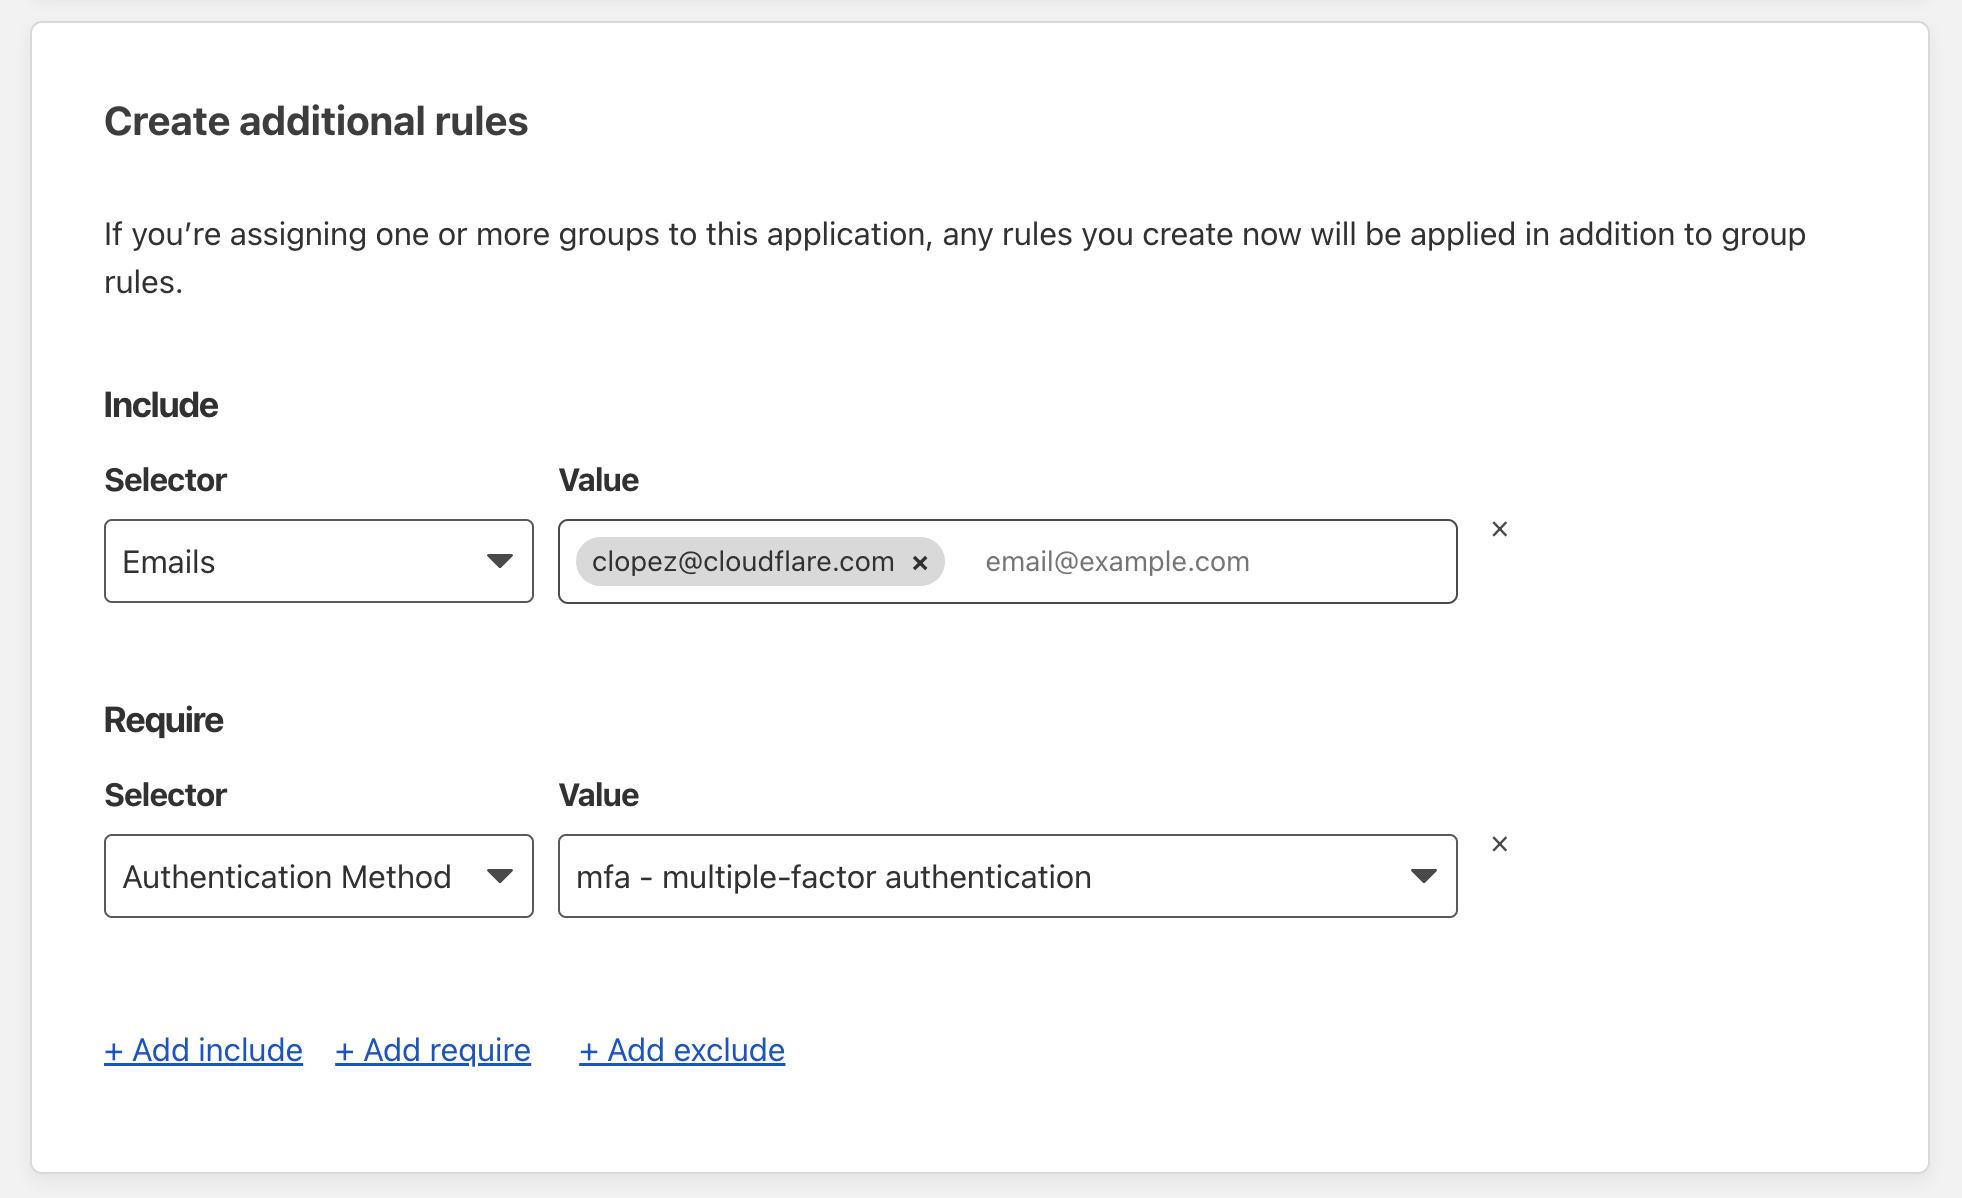 Create additional rules
If you’re assigning one or more groups to this application, any rules you create now will be applied in addition to group
rules.
Include
Selector Value
Emails clopez@cloudflare.com × email@example.com ×
Require
Selector Value
Authentication Method mfa - multiple-factor authentication ×
+ Add include + Add require + Add exclude